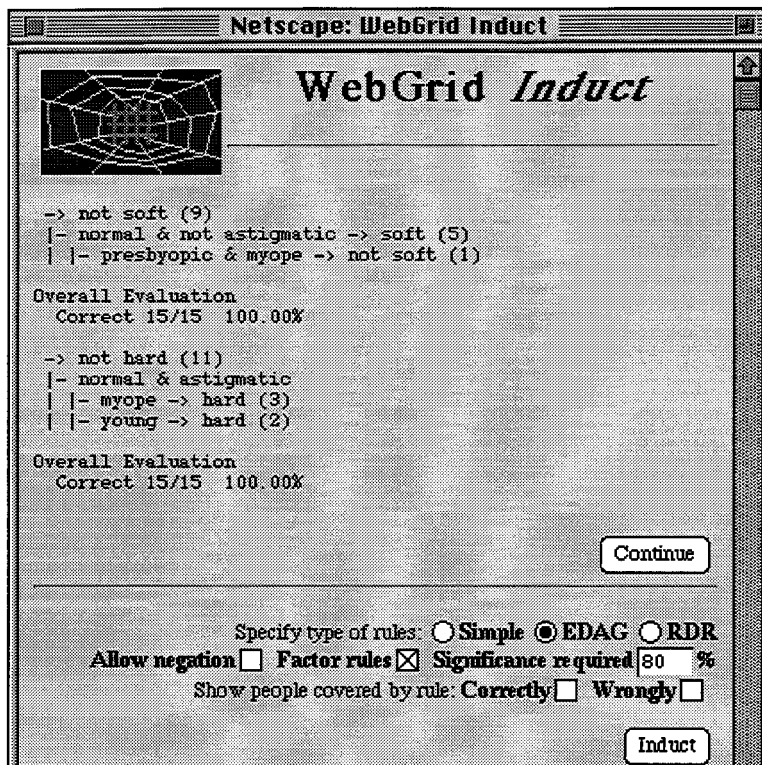 Netscape: WebGrid Induct
WebGrid Induct
-> not soft (9)
|- normal & not astigmatic -> soft (5)
| |- presbyopic & myope -> not soft (1)
Overall Evaluation
Correct 15/15 100.00%
-> not hard (11)
|- normal & astigmatic
| |- myope -> hard (3)
| |- young -> hard (2)
Overall Evaluation
Correct 15/15 100.00%
Continue
Specify type of rules: Simple EDAG RDR
Allow negation Factor rules Significance required 80 %
Show people covered by rule: Correctly Wrongly
Induct